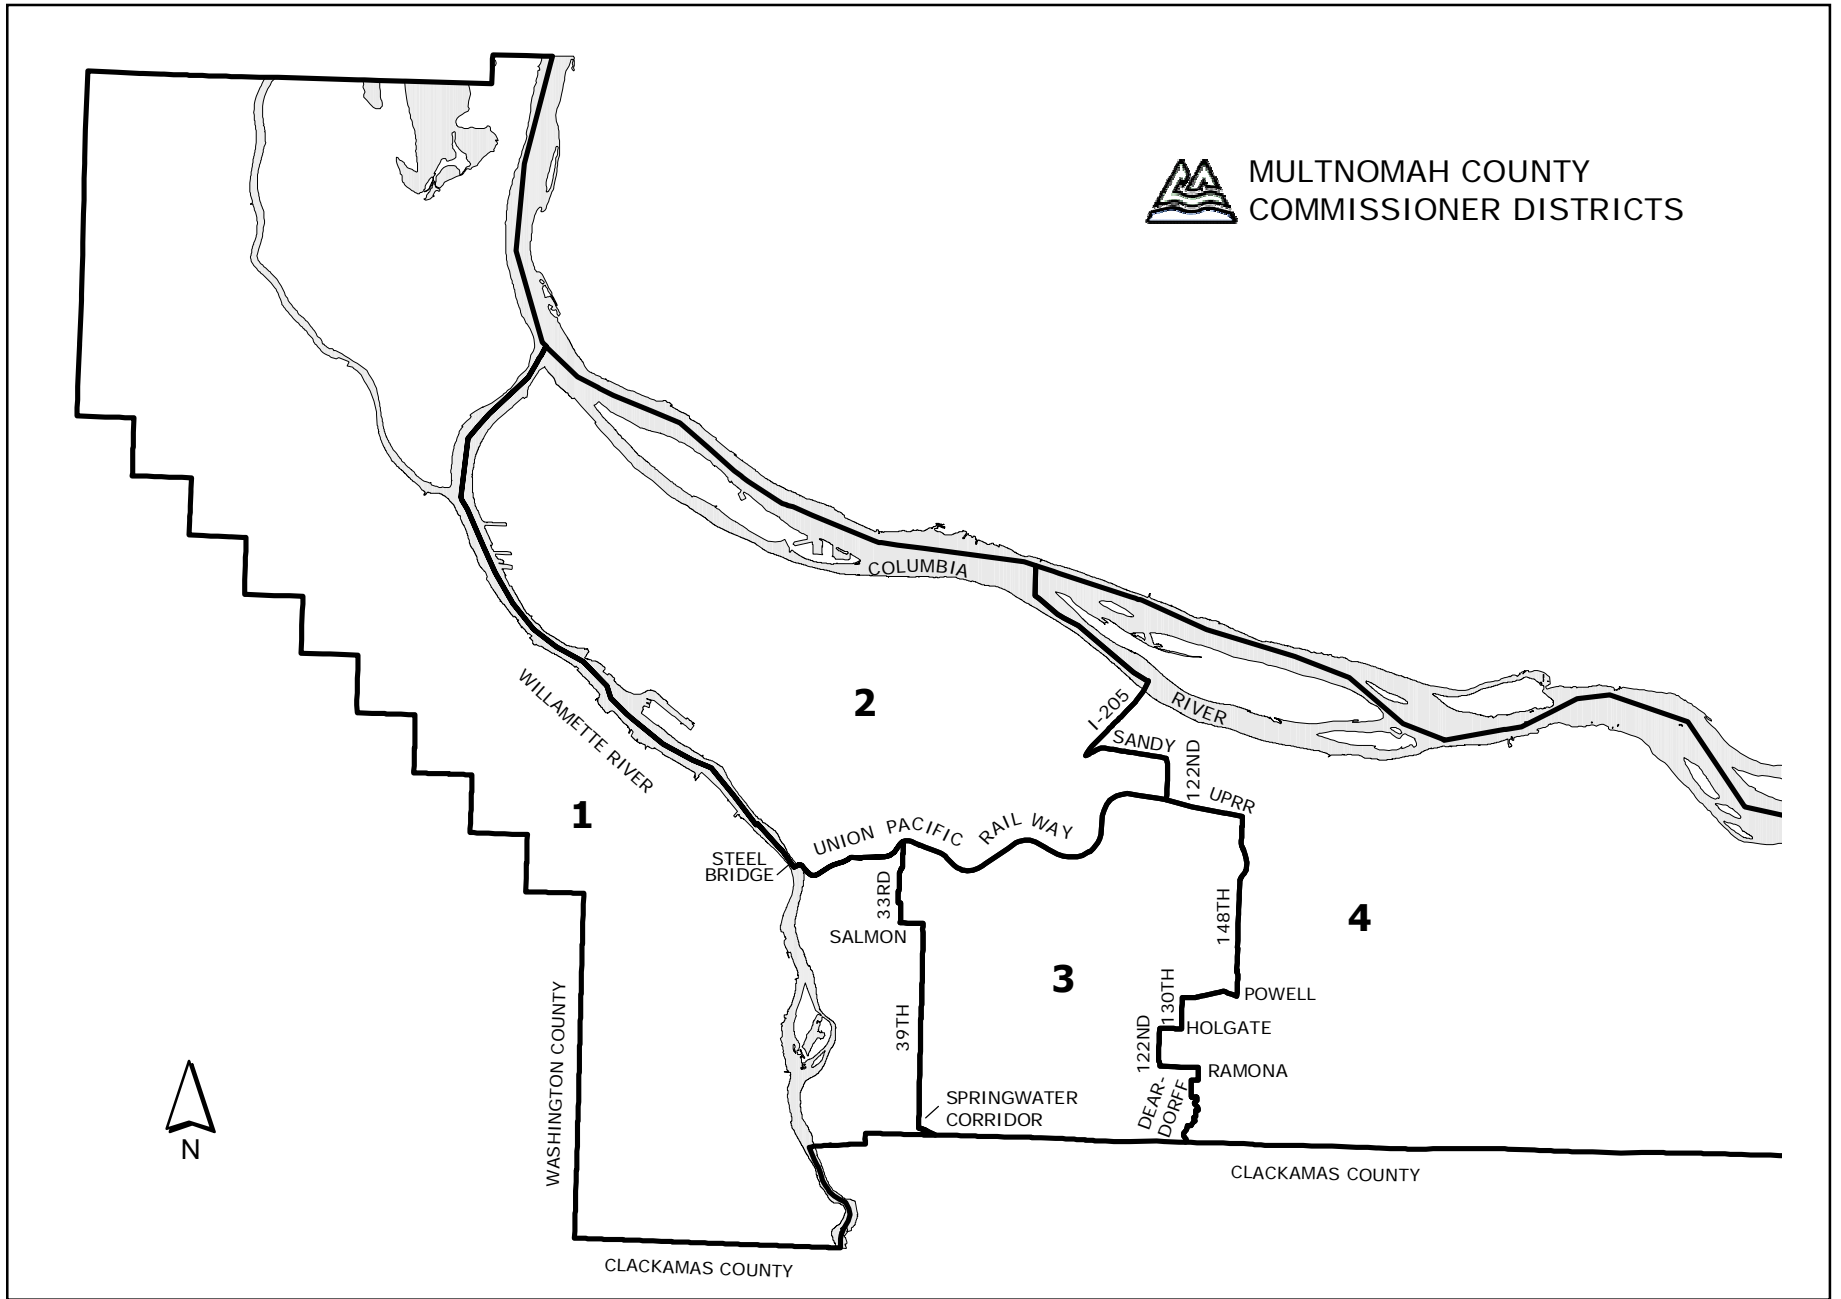 MULTNOMAH COUNTY
COMMISSIONER DISTRICTS
COLUMBIA
RIVER
WILLAMETTE RIVER
2
I-205
SANDY
122ND
UPRR
1
UNION PACIFIC RAIL WAY
STEEL
BRIDGE
33RD
SALMON
148TH
4
3
39TH
130TH
POWELL
122ND
HOLGATE
RAMONA
DEAR-
DORFF
SPRINGWATER
CORRIDOR
WASHINGTON COUNTY
N
CLACKAMAS COUNTY
CLACKAMAS COUNTY